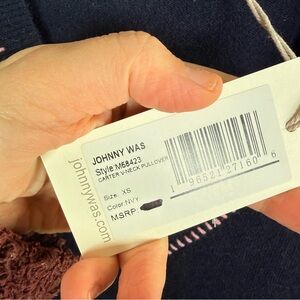 JOHNNY WAS
Style:M68423
CARTER V-NECK PULLOVER
Size: XS
Color:NVY
MSRP:
1 96521 27160 6
johnnywas.com